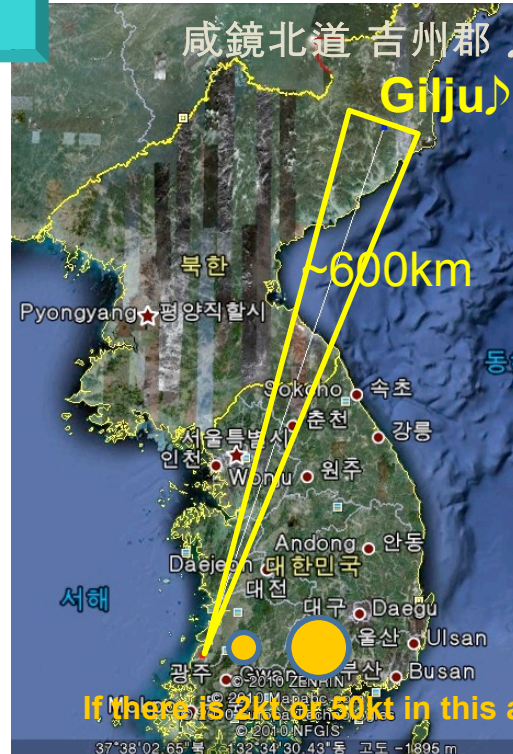 咸鏡北道 吉州郡
Gilju♪
~600km
북한
Pyongyang 평양직할시
동
Sokcho 속초
춘천
강릉
서울특별시
인천
Wonju 원주
Andong 안동
Daejeon 대한민국
대전
서해
대구 Daegu
울산 Ulsan
광주
부산 Busan
© 2010 ZENRIN
© 2010 Mapabc
If there is 2kt or 50kt in this a
© 2010 NFGIS
37°38'02.65"북 132°34'30.43"동 고도 -1895 m